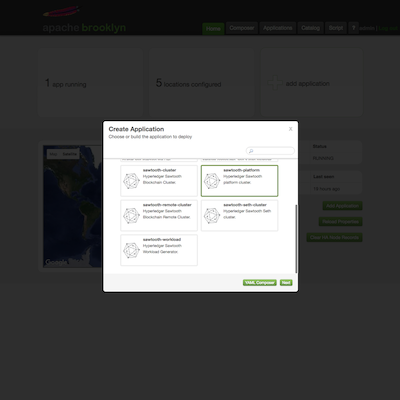 apache brooklyn
Home
Composer
Applications
Catalog
Script
1 app running
5 locations configured
add application
Create Application
X
Choose or build the application to deploy
sawtooth-cluster
Hyperledger Sawtooth
Blockchain Cluster
sawtooth-platform
Hyperledger Sawtooth
platform cluster
sawtooth-remote-cluster
Hyperledger Sawtooth
Blockchain Remote Cluster
sawtooth-seth-cluster
Hyperledger Sawtooth Seth
cluster
sawtooth-workload
Hyperledger Sawtooth
Workload Generator
YAML Composer
Next
Status
Add Application